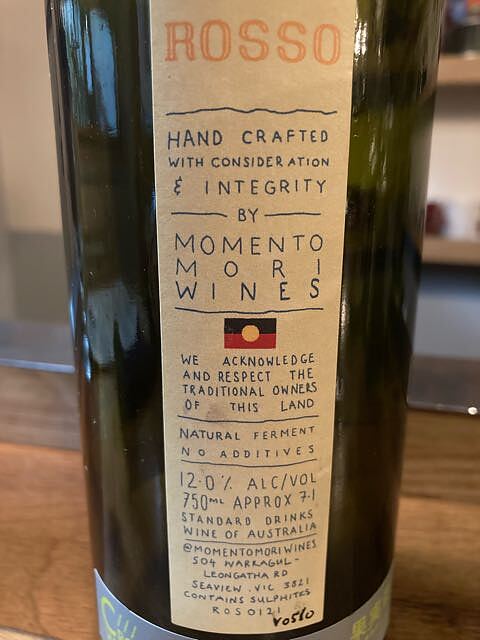 ROSSO
HAND CRAFTED
WITH CONSIDERATION
& INTEGRITY
BY
MOMENTO
MORI
WINES
WE ACKNOWLEDGE
AND RESPECT THE
TRADITIONAL OWNERS
OF THIS LAND
NATURAL FERMENT
NO ADDITIVES
12.0% ALC/VOL
750ML APPROX 7.1
STANDARD DRINKS
WINE OF AUSTRALIA
@MOMENTOMORIWINES
504 WARRAGUL-
LEONGATHA RD
SEAVIEW. VIC 3821
CONTAINS SULPHITES
ROSO121